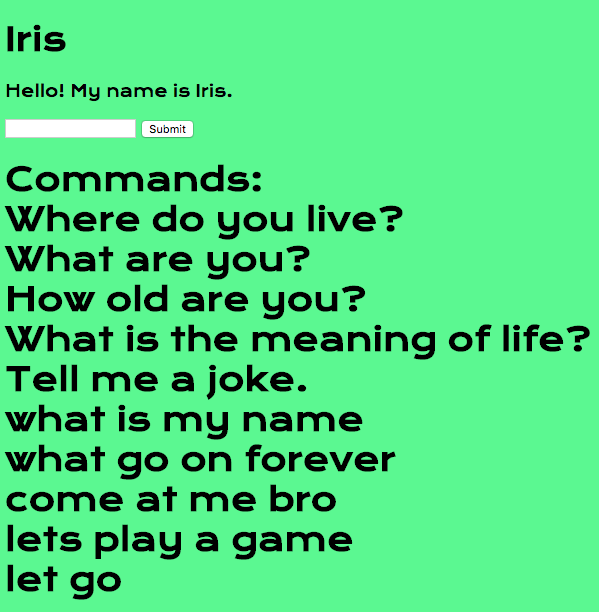 Iris
Hello! My name is Iris.
Submit
Commands:
Where do you live?
What are you?
How old are you?
What is the meaning of life?
Tell me a joke.
what is my name
what go on forever
come at me bro
lets play a game
let go